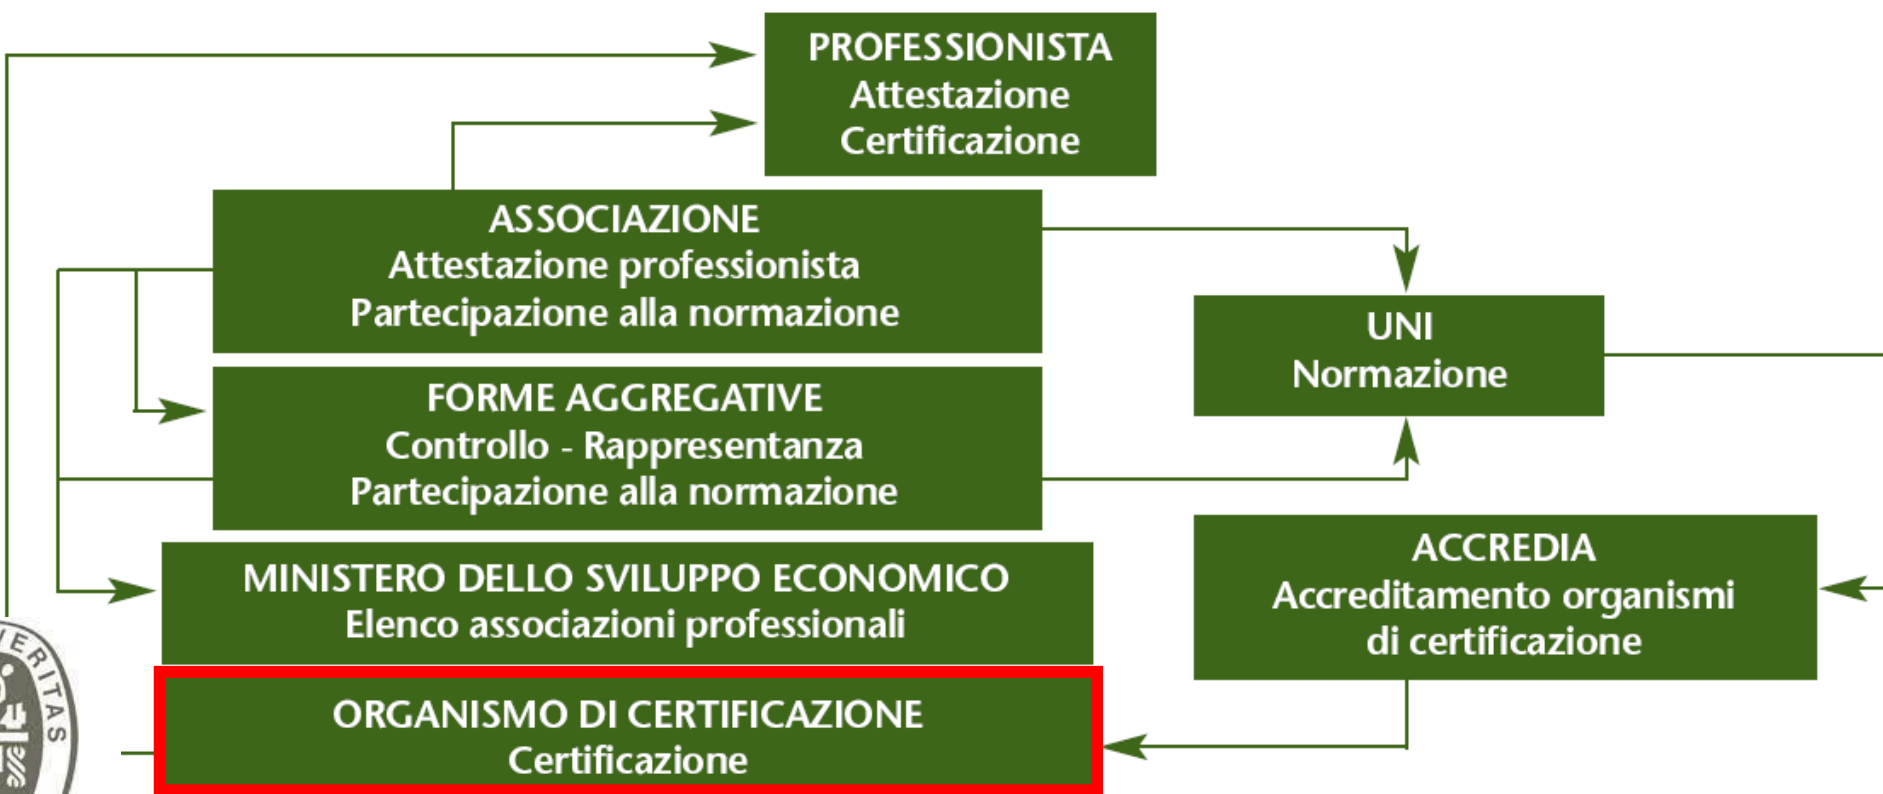 PROFESSIONISTA
Attestazione
Certificazione
ASSOCIAZIONE
Attestazione professionista
Partecipazione alla normazione
UNI
Normazione
FORME AGGREGATIVE
Controllo - Rappresentanza
Partecipazione alla normazione
MINISTERO DELLO SVILUPPO ECONOMICO
Elenco associazioni professionali
ACCREDIA
Accreditamento organismi
di certificazione
ORGANISMO DI CERTIFICAZIONE
Certificazione
VERITAS